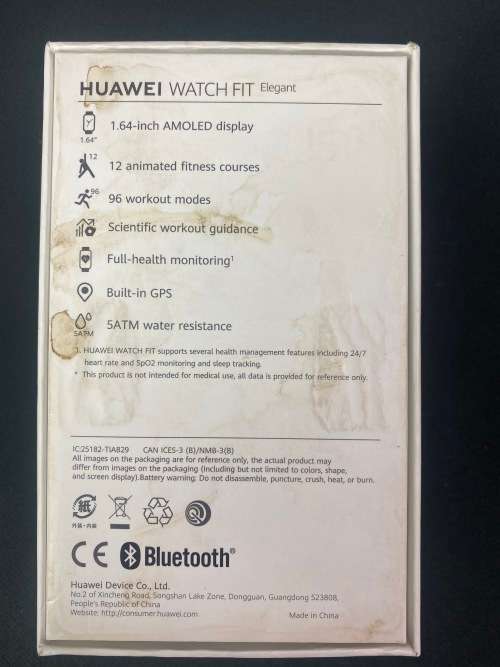 HUAWEI WATCH FIT Elegant
1.64-inch AMOLED display
1.64"
12
12 animated fitness courses
96
96 workout modes
Scientific workout guidance
Full-health monitoring¹
Built-in GPS
5ATM
5ATM water resistance
1. HUAWEI WATCH FIT supports several health management features including 24/7
heart rate and SpO2 monitoring and sleep tracking.
* This product is not intended for medical use, all data is provided for reference only.
IC:25182-TIAB29 CAN ICES-3 (B)/NMB-3(B)
All images on the packaging are for reference only, the actual product may
differ from images on the packaging (including but not limited to colors, shape,
and screen display).Battery warning: Do not disassemble, puncture, crush, heat, or burn.
紙
外装・内装
CE Bluetooth®
Huawei Device Co., Ltd.
No.2 of Xincheng Road, Songshan Lake Zone, Dongguan, Guangdong 523808,
People's Republic of China
Website: http://consumer.huawei.com Made in China